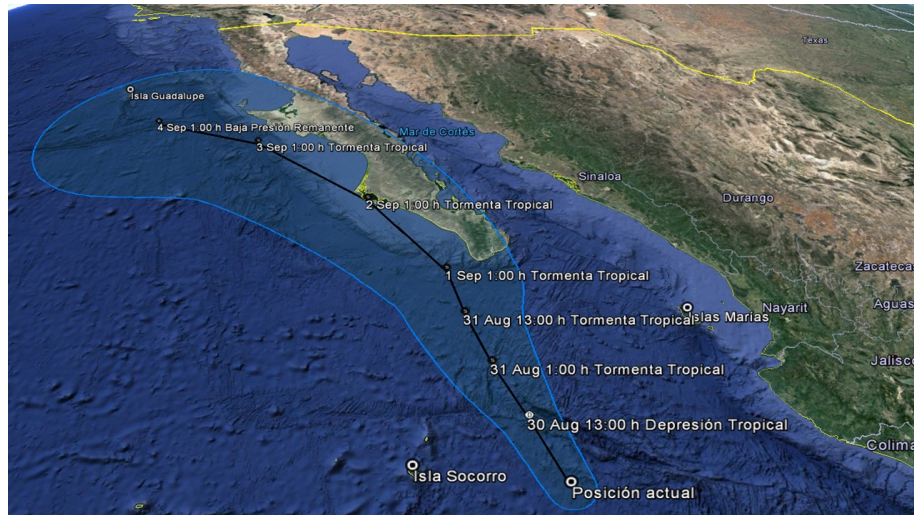 Texas
Isla Guadalupe
4 Sep 1:00 h Baja Presión Remanente
Mar de Cortés
3 Sep 1:00 h Tormenta Tropical
Sinaloa
Durango
2 Sep 1:00 h Tormenta Tropical
Zacatecas
1 Sep 1:00 h Tormenta Tropical
Nayarit
Aguas
Islas Marías
31 Aug 13:00 h Tormenta Tropical
Jalisc
31 Aug 1:00 h Tormenta Tropical
30 Aug 13:00 h Depresión Tropical
Colima
Isla Socorro
Posición actual